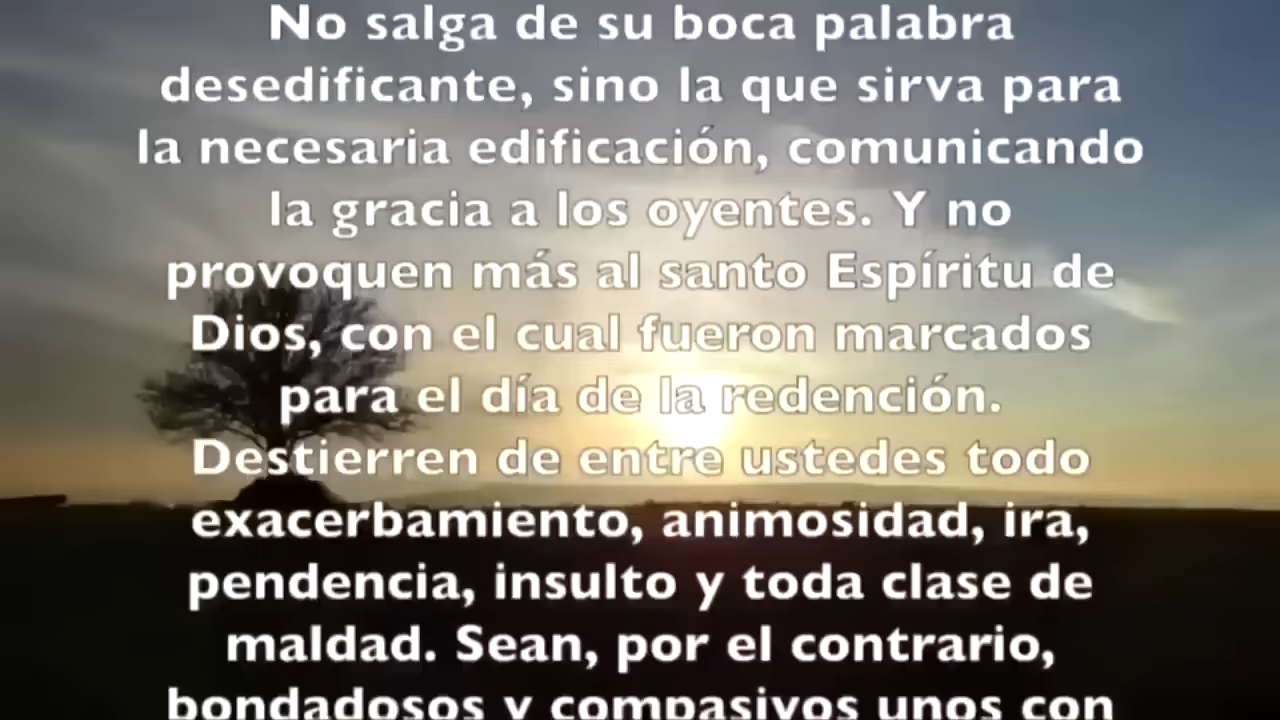 No salga de su boca palabra
desedificante, sino la que sirva para
la necesaria edificación, comunicando
la gracia a los oyentes. Y no
provoquen más al santo Espíritu de
Dios, con el cual fueron marcados
para el día de la redención.
Destierren de entre ustedes todo
exacerbamiento, animosidad, ira,
pendencia, insulto y toda clase de
maldad. Sean, por el contrario,
bondadosos y compasivos unos con